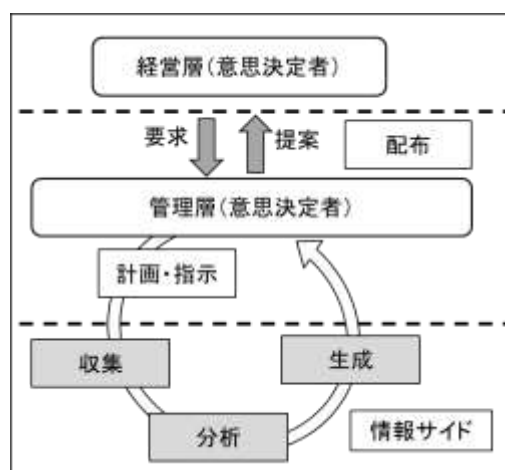 経営層(意思決定者)
要求
提案
配布
管理層(意思決定者)
計画・指示
収集
生成
分析
情報サイド